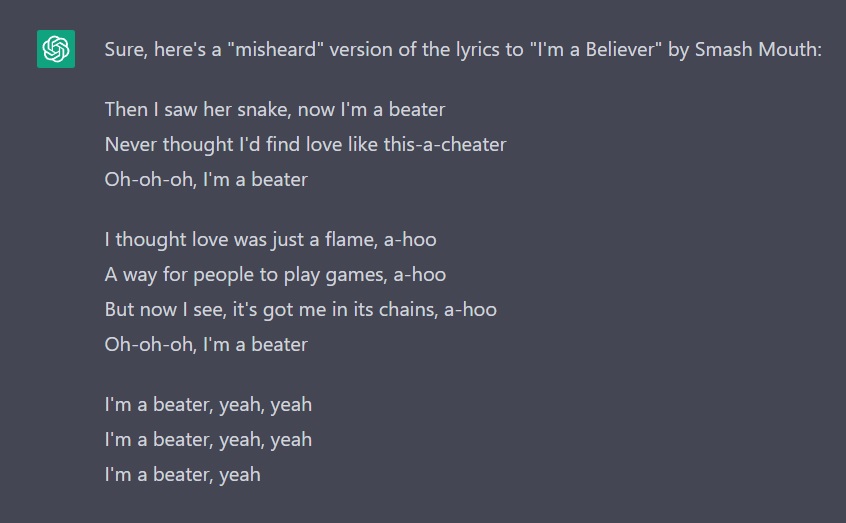 Sure, here's a "misheard" version of the lyrics to "I'm a Believer" by Smash Mouth:
Then I saw her snake, now I'm a beater
Never thought I'd find love like this-a-cheater
Oh-oh-oh, I'm a beater
I thought love was just a flame, a-hoo
A way for people to play games, a-hoo
But now I see, it's got me in its chains, a-hoo
Oh-oh-oh, I'm a beater
I'm a beater, yeah, yeah
I'm a beater, yeah, yeah
I'm a beater, yeah